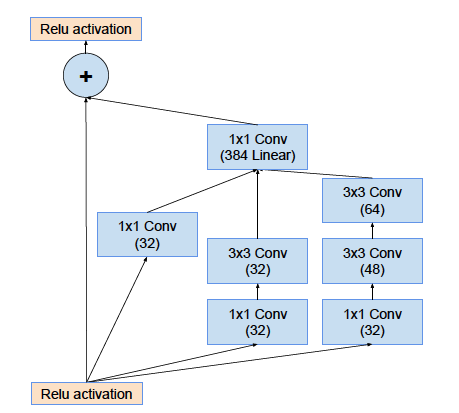 Relu activation
+
1x1 Conv
(384 Linear)
3x3 Conv
(64)
1x1 Conv
(32)
3x3 Conv
(32)
3x3 Conv
(48)
1x1 Conv
(32)
1x1 Conv
(32)
Relu activation